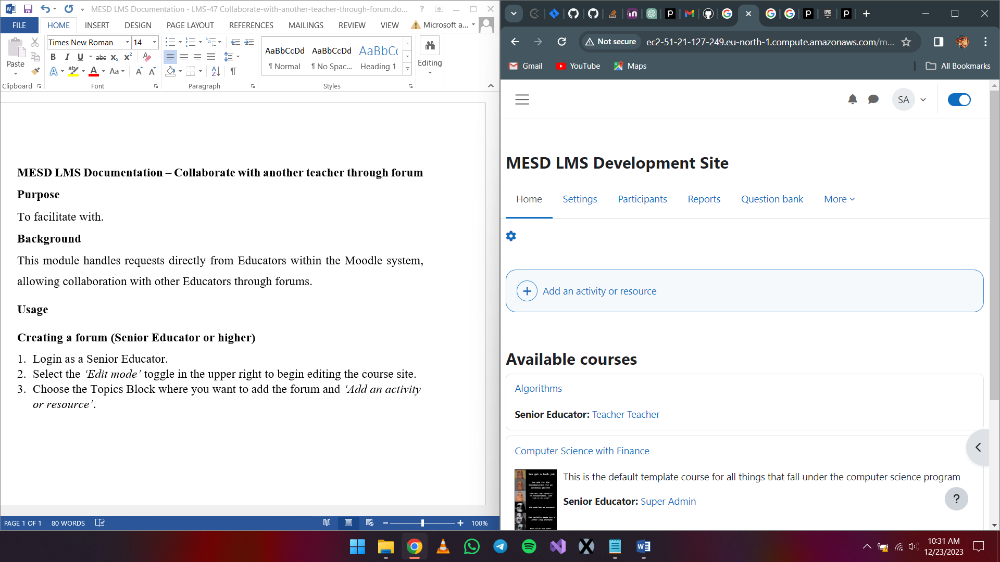 MESD LMS Documentation - LMS-47 Collaborate-with-another-teacher-through-forum.do...
FILE HOME INSERT DESIGN PAGE LAYOUT REFERENCES MAILINGS REVIEW VIEW Microsoft a...
Times New Roman 14
Paste
AaBbCcDd AaBbCcDd AaBbCc
¶ Normal ¶ No Spac... Heading 1
Editing
Clipboard Font Paragraph Styles
MESD LMS Documentation – Collaborate with another teacher through forum
Purpose
To facilitate with.
Background
This module handles requests directly from Educators within the Moodle system,
allowing collaboration with other Educators through forums.
Usage
Creating a forum (Senior Educator or higher)
1. Login as a Senior Educator.
2. Select the ‘Edit mode’ toggle in the upper right to begin editing the course site.
3. Choose the Topics Block where you want to add the forum and ‘Add an activity
or resource’.
PAGE 1 OF 1 80 WORDS 100%
Not secure ec2-51-21-127-249.eu-north-1.compute.amazonaws.com/m...
Gmail YouTube Maps All Bookmarks
SA
MESD LMS Development Site
Home Settings Participants Reports Question bank More
Add an activity or resource
Available courses
Algorithms
Senior Educator: Teacher Teacher
Computer Science with Finance
This is the default template course for all things that fall under the computer science program
Senior Educator: Super Admin
10:31 AM
12/23/2023